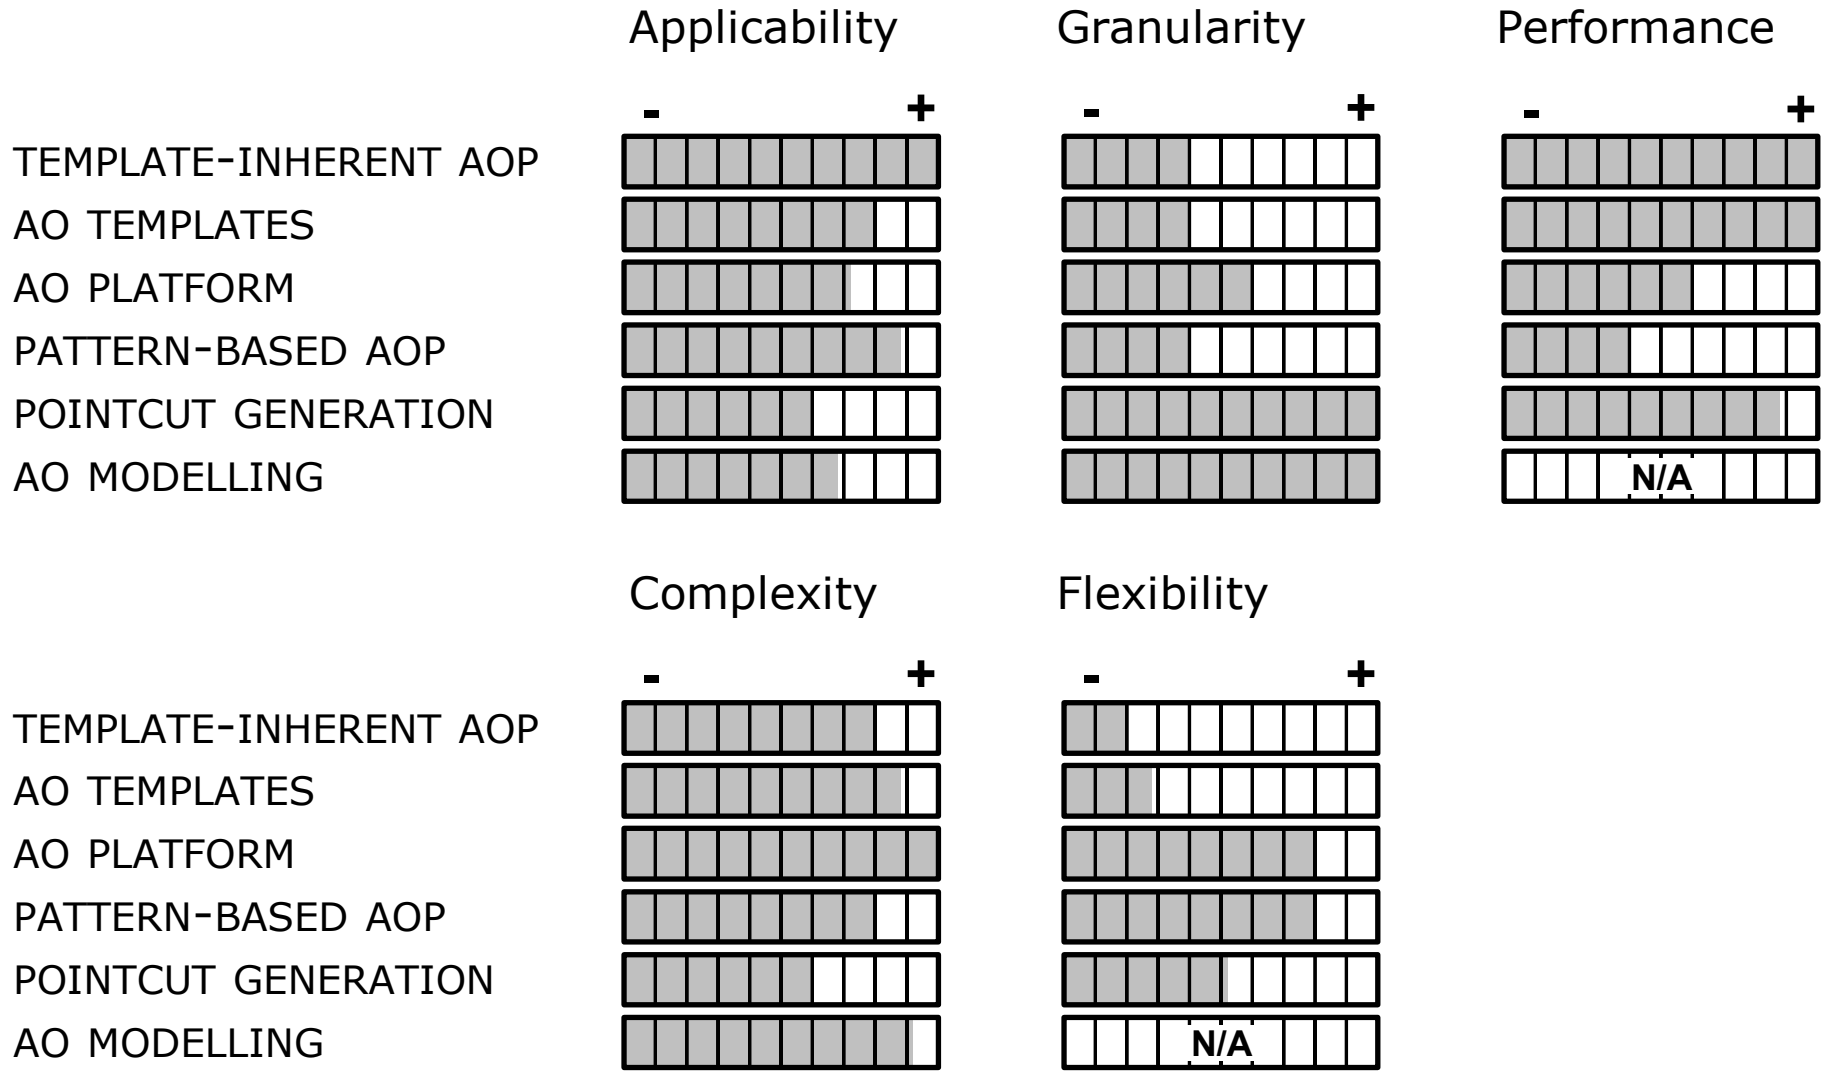 Applicability Granularity Performance
- + - + - +
TEMPLATE-INHERENT AOP
AO TEMPLATES
AO PLATFORM
PATTERN-BASED AOP
POINTCUT GENERATION
AO MODELLING N/A
Complexity Flexibility
- + - +
TEMPLATE-INHERENT AOP
AO TEMPLATES
AO PLATFORM
PATTERN-BASED AOP
POINTCUT GENERATION
AO MODELLING N/A